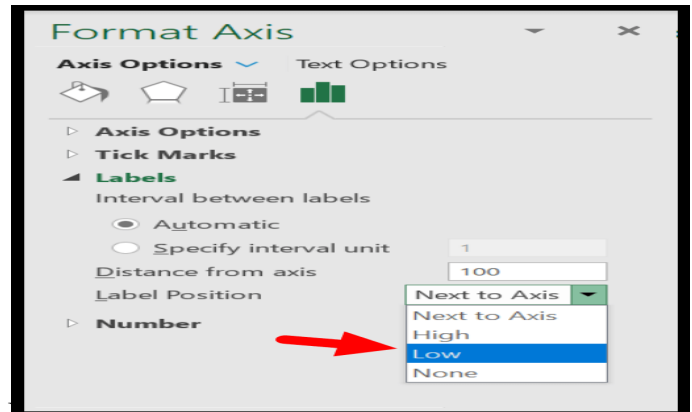 Format Axis
Axis Options Text Options
Axis Options
Tick Marks
Labels
Interval between labels
Automatic
Specify interval unit 1
Distance from axis 100
Label Position Next to Axis
Next to Axis
High
Number
Low
None